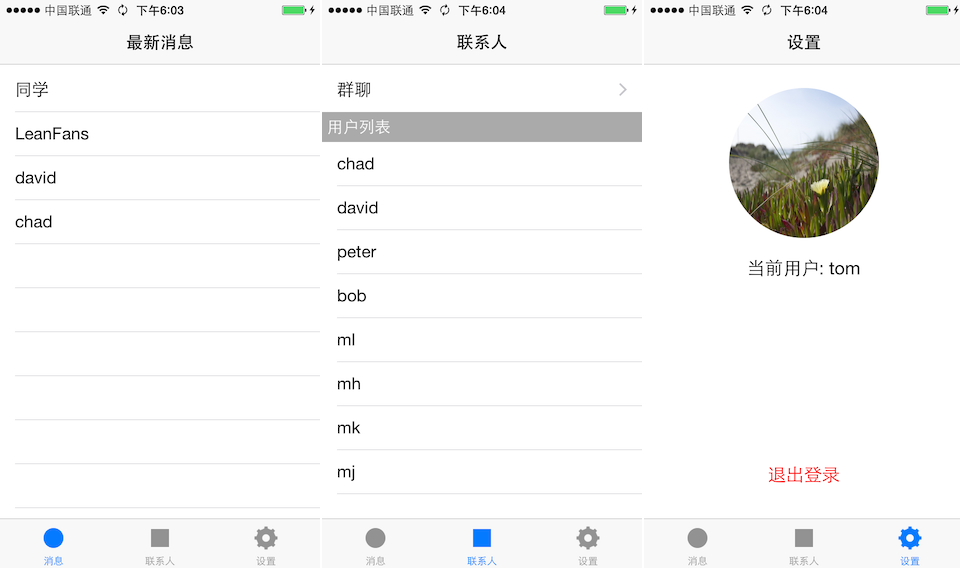 中国联通 下午6:03
最新消息
同学
LeanFans
david
chad
消息 联系人 设置
中国联通 下午6:04
联系人
群聊
用户列表
chad
david
peter
bob
ml
mh
mk
mj
消息 联系人 设置
中国联通 下午6:04
设置
当前用户: tom
退出登录
消息 联系人 设置